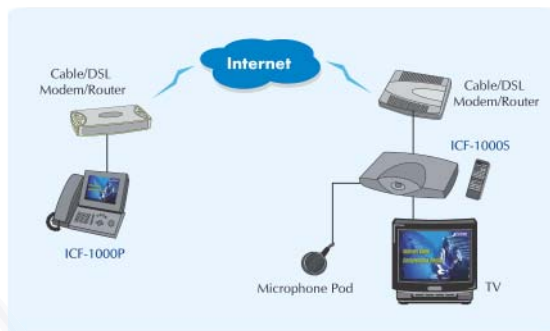 Internet
Cable/DSL
Modem/Router
Cable/DSL
Modem/Router
ICF-1000S
ICF-1000P
Microphone Pod
TV